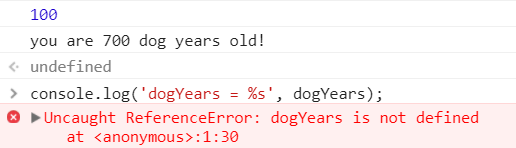 100
you are 700 dog years old!
undefined
console.log('dogYears = %s', dogYears);
Uncaught ReferenceError: dogYears is not defined
at <anonymous>:1:30